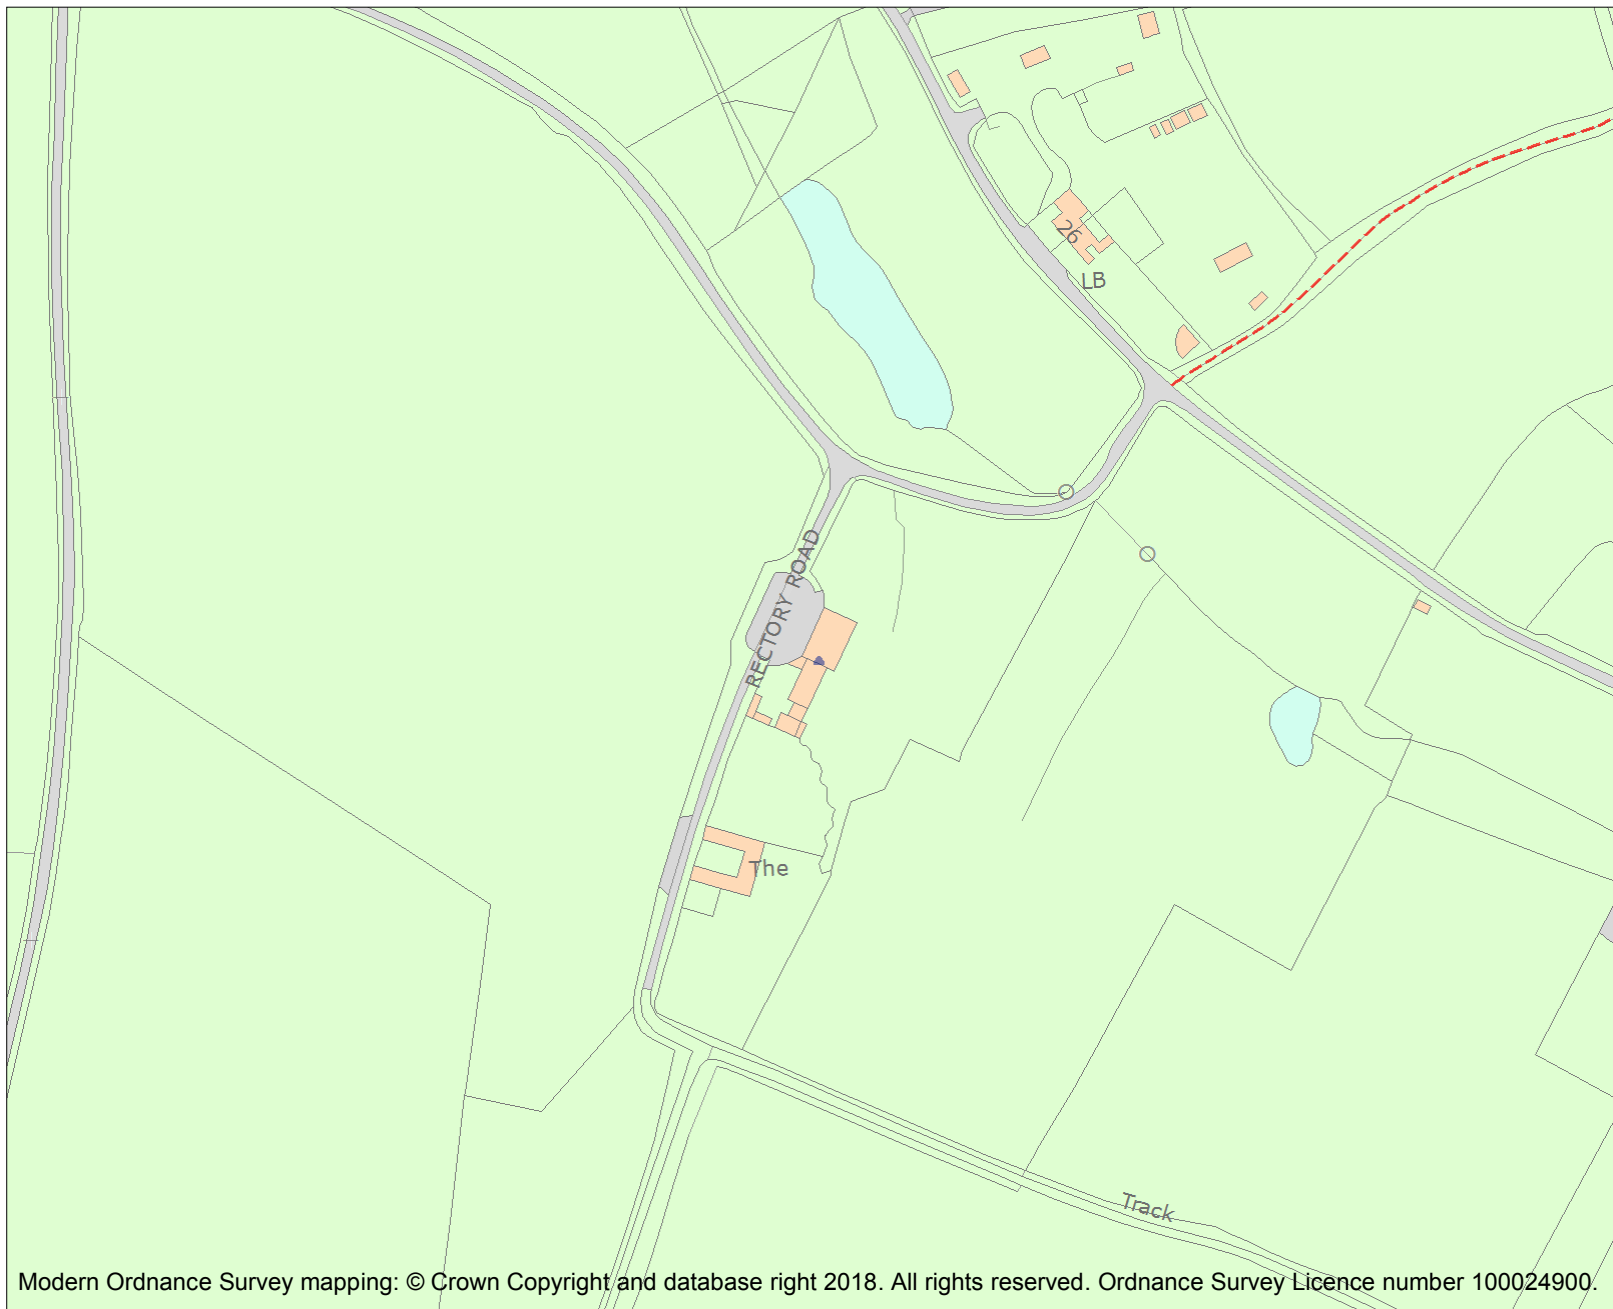 26
LB
RECTORY ROAD
The
Track
Modern Ordnance Survey mapping: © Crown Copyright and database right 2018. All rights reserved. Ordnance Survey Licence number 100024900.